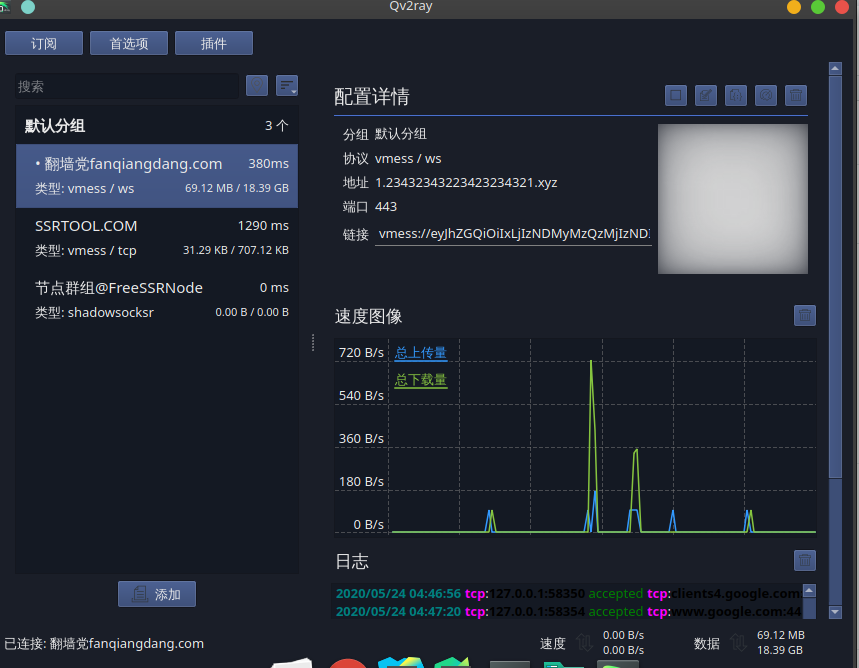 Qv2ray
订阅 首选项 插件
搜索
默认分组 3 个
• 翻墙党fanqiangdang.com 380ms
类型: vmess / ws 69.12 MB / 18.39 GB
SSRTOOL.COM 1290 ms
类型: vmess / tcp 31.29 KB / 707.12 KB
节点群组@FreeSSRNode 0 ms
类型: shadowsocksr 0.00 B / 0.00 B
添加
配置详情
分组 默认分组
协议 vmess / ws
地址 1.23432343223423234321.xyz
端口 443
链接 vmess://eyJhZGQiOiIxLjIzNDMyMzQzMjIzND
速度图像
720 B/s
总上传量
总下载量
540 B/s
360 B/s
180 B/s
0 B/s
日志
2020/05/24 04:46:56 tcp:127.0.0.1:58350 accepted tcp:clients4.google.com
2020/05/24 04:47:20 tcp:127.0.0.1:58354 accepted tcp:www.google.com:44
已连接: 翻墙党fanqiangdang.com
速度 0.00 B/s 0.00 B/s
数据 69.12 MB 18.39 GB